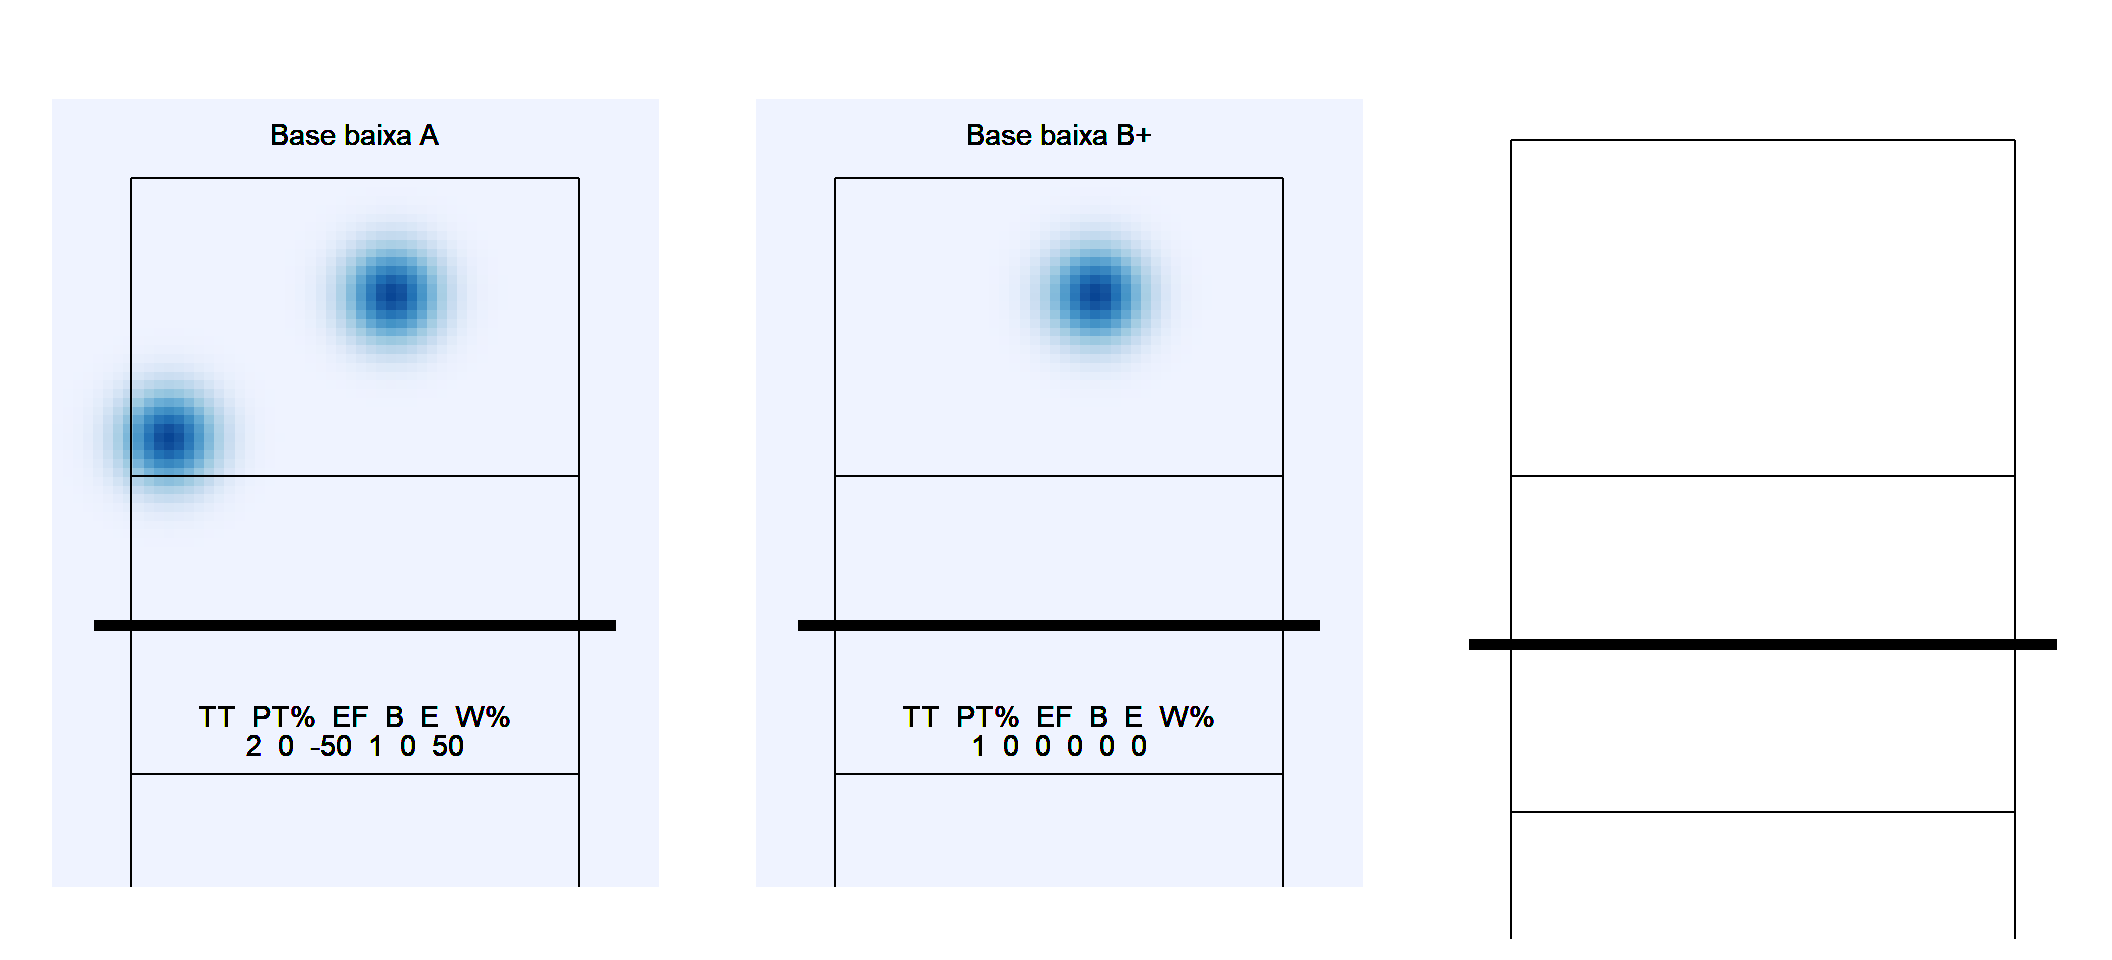 Base baixa A
TT PT% EF B E W%
2 0 -50 1 0 50
Base baixa B+
TT PT% EF B E W%
1 0 0 0 0 0